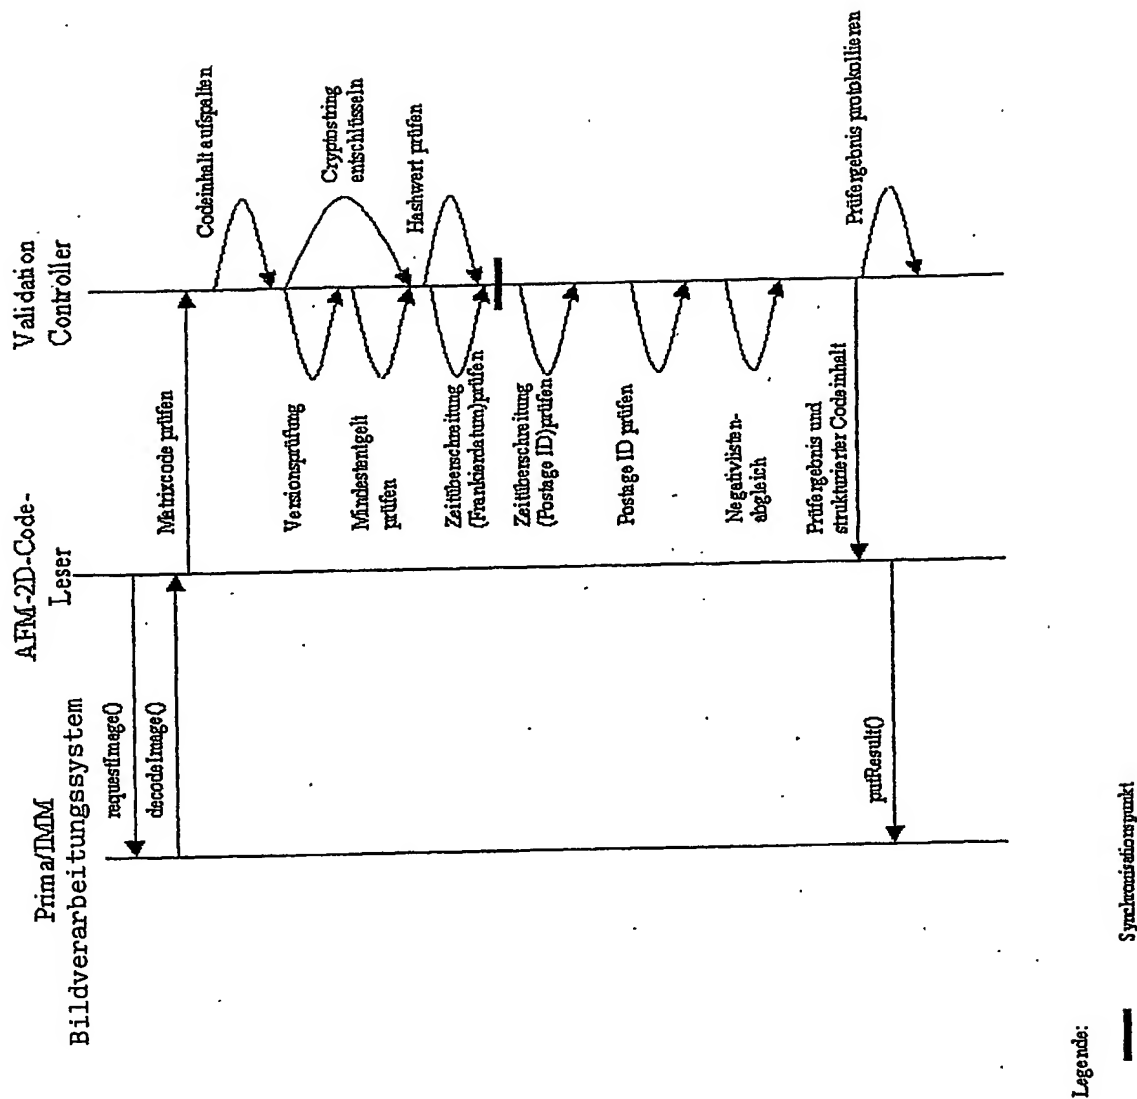 Prima/IMM
Bildverarbeitungssystem
AFM-2D-Code-
Leser
Validation
Controller
requestImage()
decodeImage()
Matrixcode prüfen
Codeinhalt aufspalten
Versionsprüfung
Cryptostring
entschlüsseln
Mindestentgelt
prüfen
Hashwert prüfen
Zeitüberschreitung
(Frankierdatum)prüfen
Zeitüberschreitung
(Postage ID)prüfen
Postage ID prüfen
Negativlisten-
abgleich
Prüfergebnis und
strukturierter Codeinhalt
Prüfergebnis protokollieren
putResult()
Legende:
Synchronisationspunkt